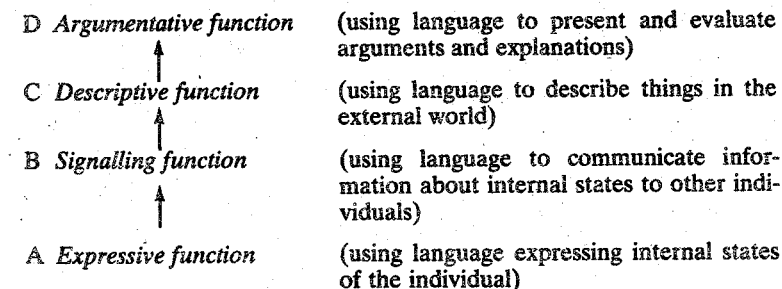 D Argumentative function (using language to present and evaluate
arguments and explanations)
C Descriptive function (using language to describe things in the
external world)
B Signalling function (using language to communicate infor-
mation about internal states to other indi-
viduals)
A Expressive function (using language expressing internal states
of the individual)